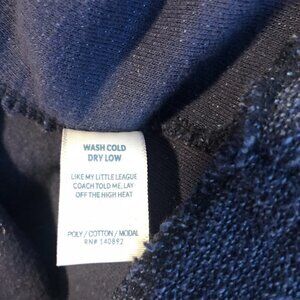 WASH COLD
DRY LOW
LIKE MY LITTLE LEAGUE
COACH TOLD ME, LAY
OFF THE HIGH HEAT
POLY / COTTON / MODAL
RN# 140892